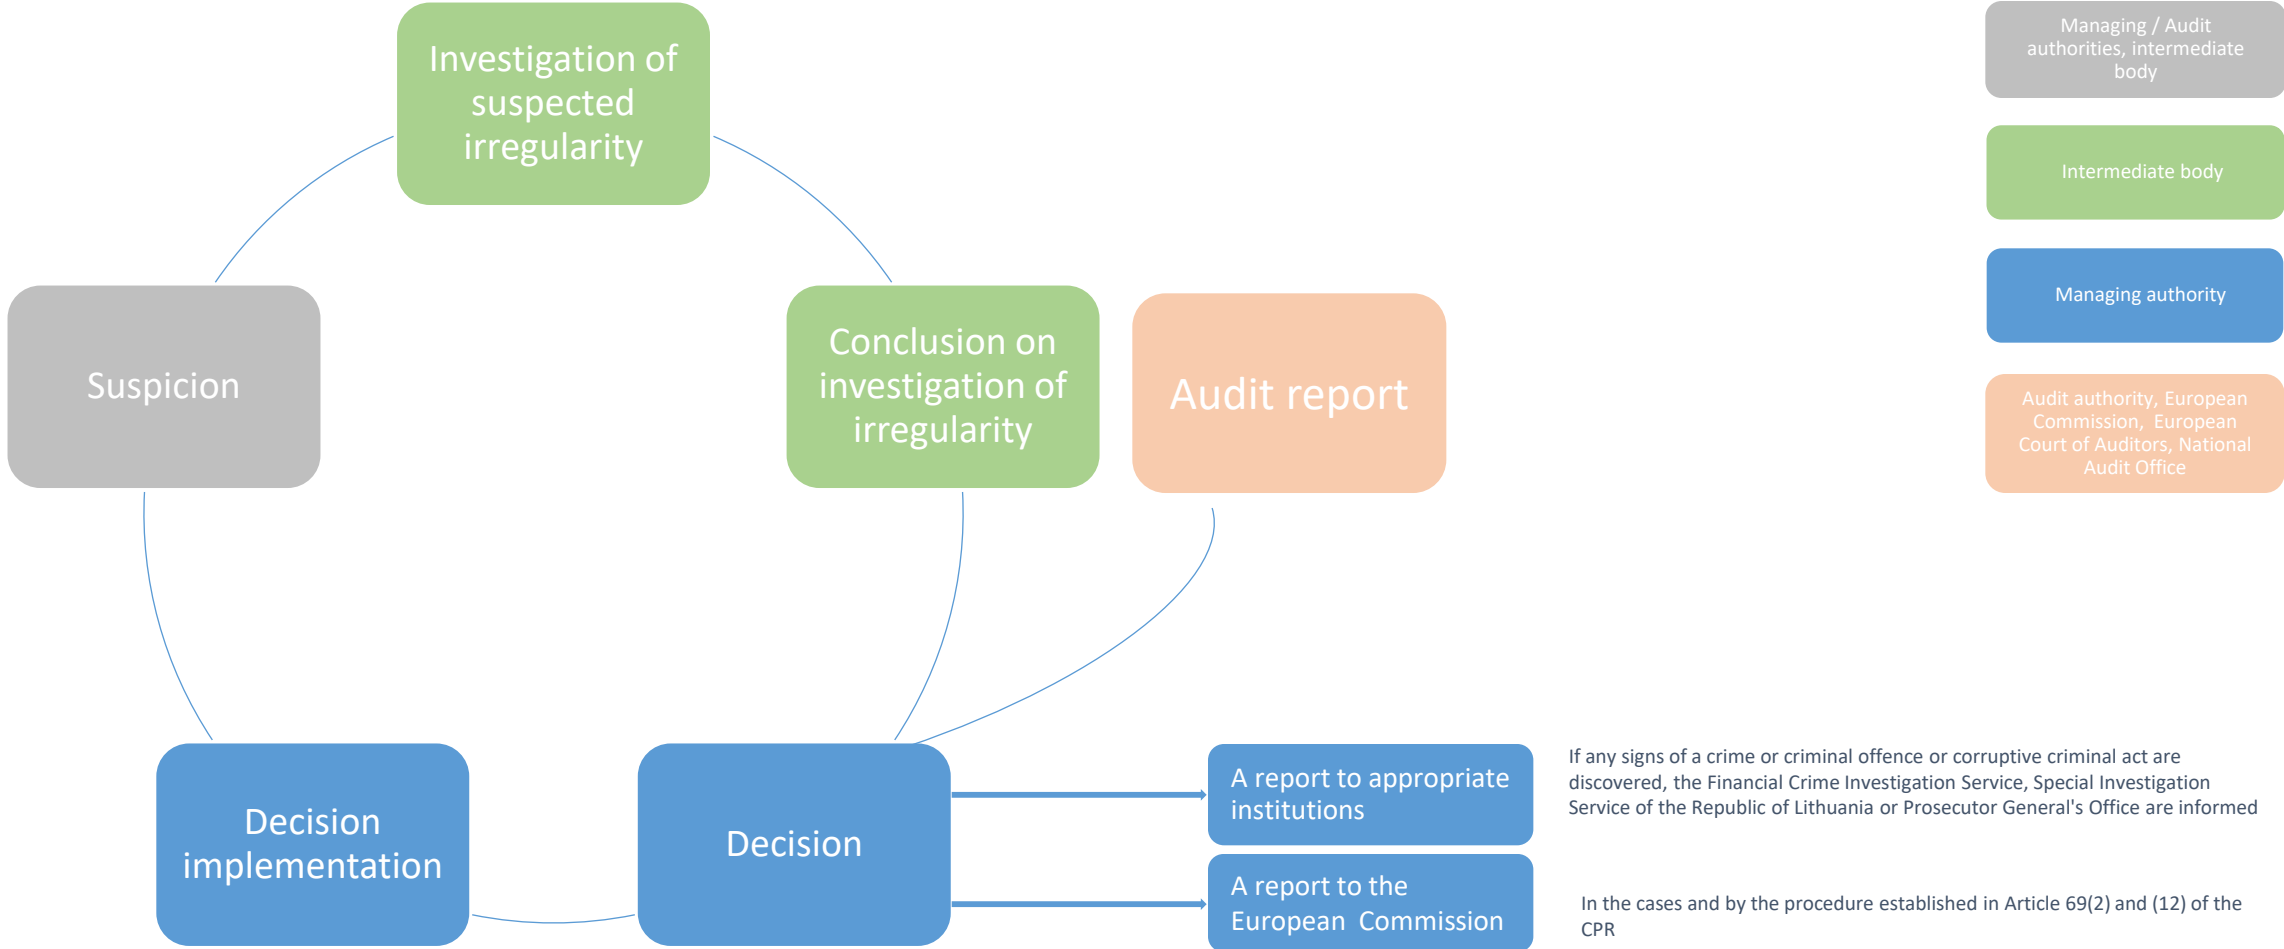 Investigation of
suspected
irregularity
Managing / Audit
authorities, intermediate
body
Intermediate body
Managing authority
Audit authority, European
Commission, European
Court of Auditors, National
Audit Office
Suspicion
Conclusion on
investigation of
irregularity
Audit report
Decision
implementation
Decision
A report to appropriate
institutions
If any signs of a crime or criminal offence or corruptive criminal act are
discovered, the Financial Crime Investigation Service, Special Investigation
Service of the Republic of Lithuania or Prosecutor General's Office are informed
A report to the
European Commission
In the cases and by the procedure established in Article 69(2) and (12) of the
CPR